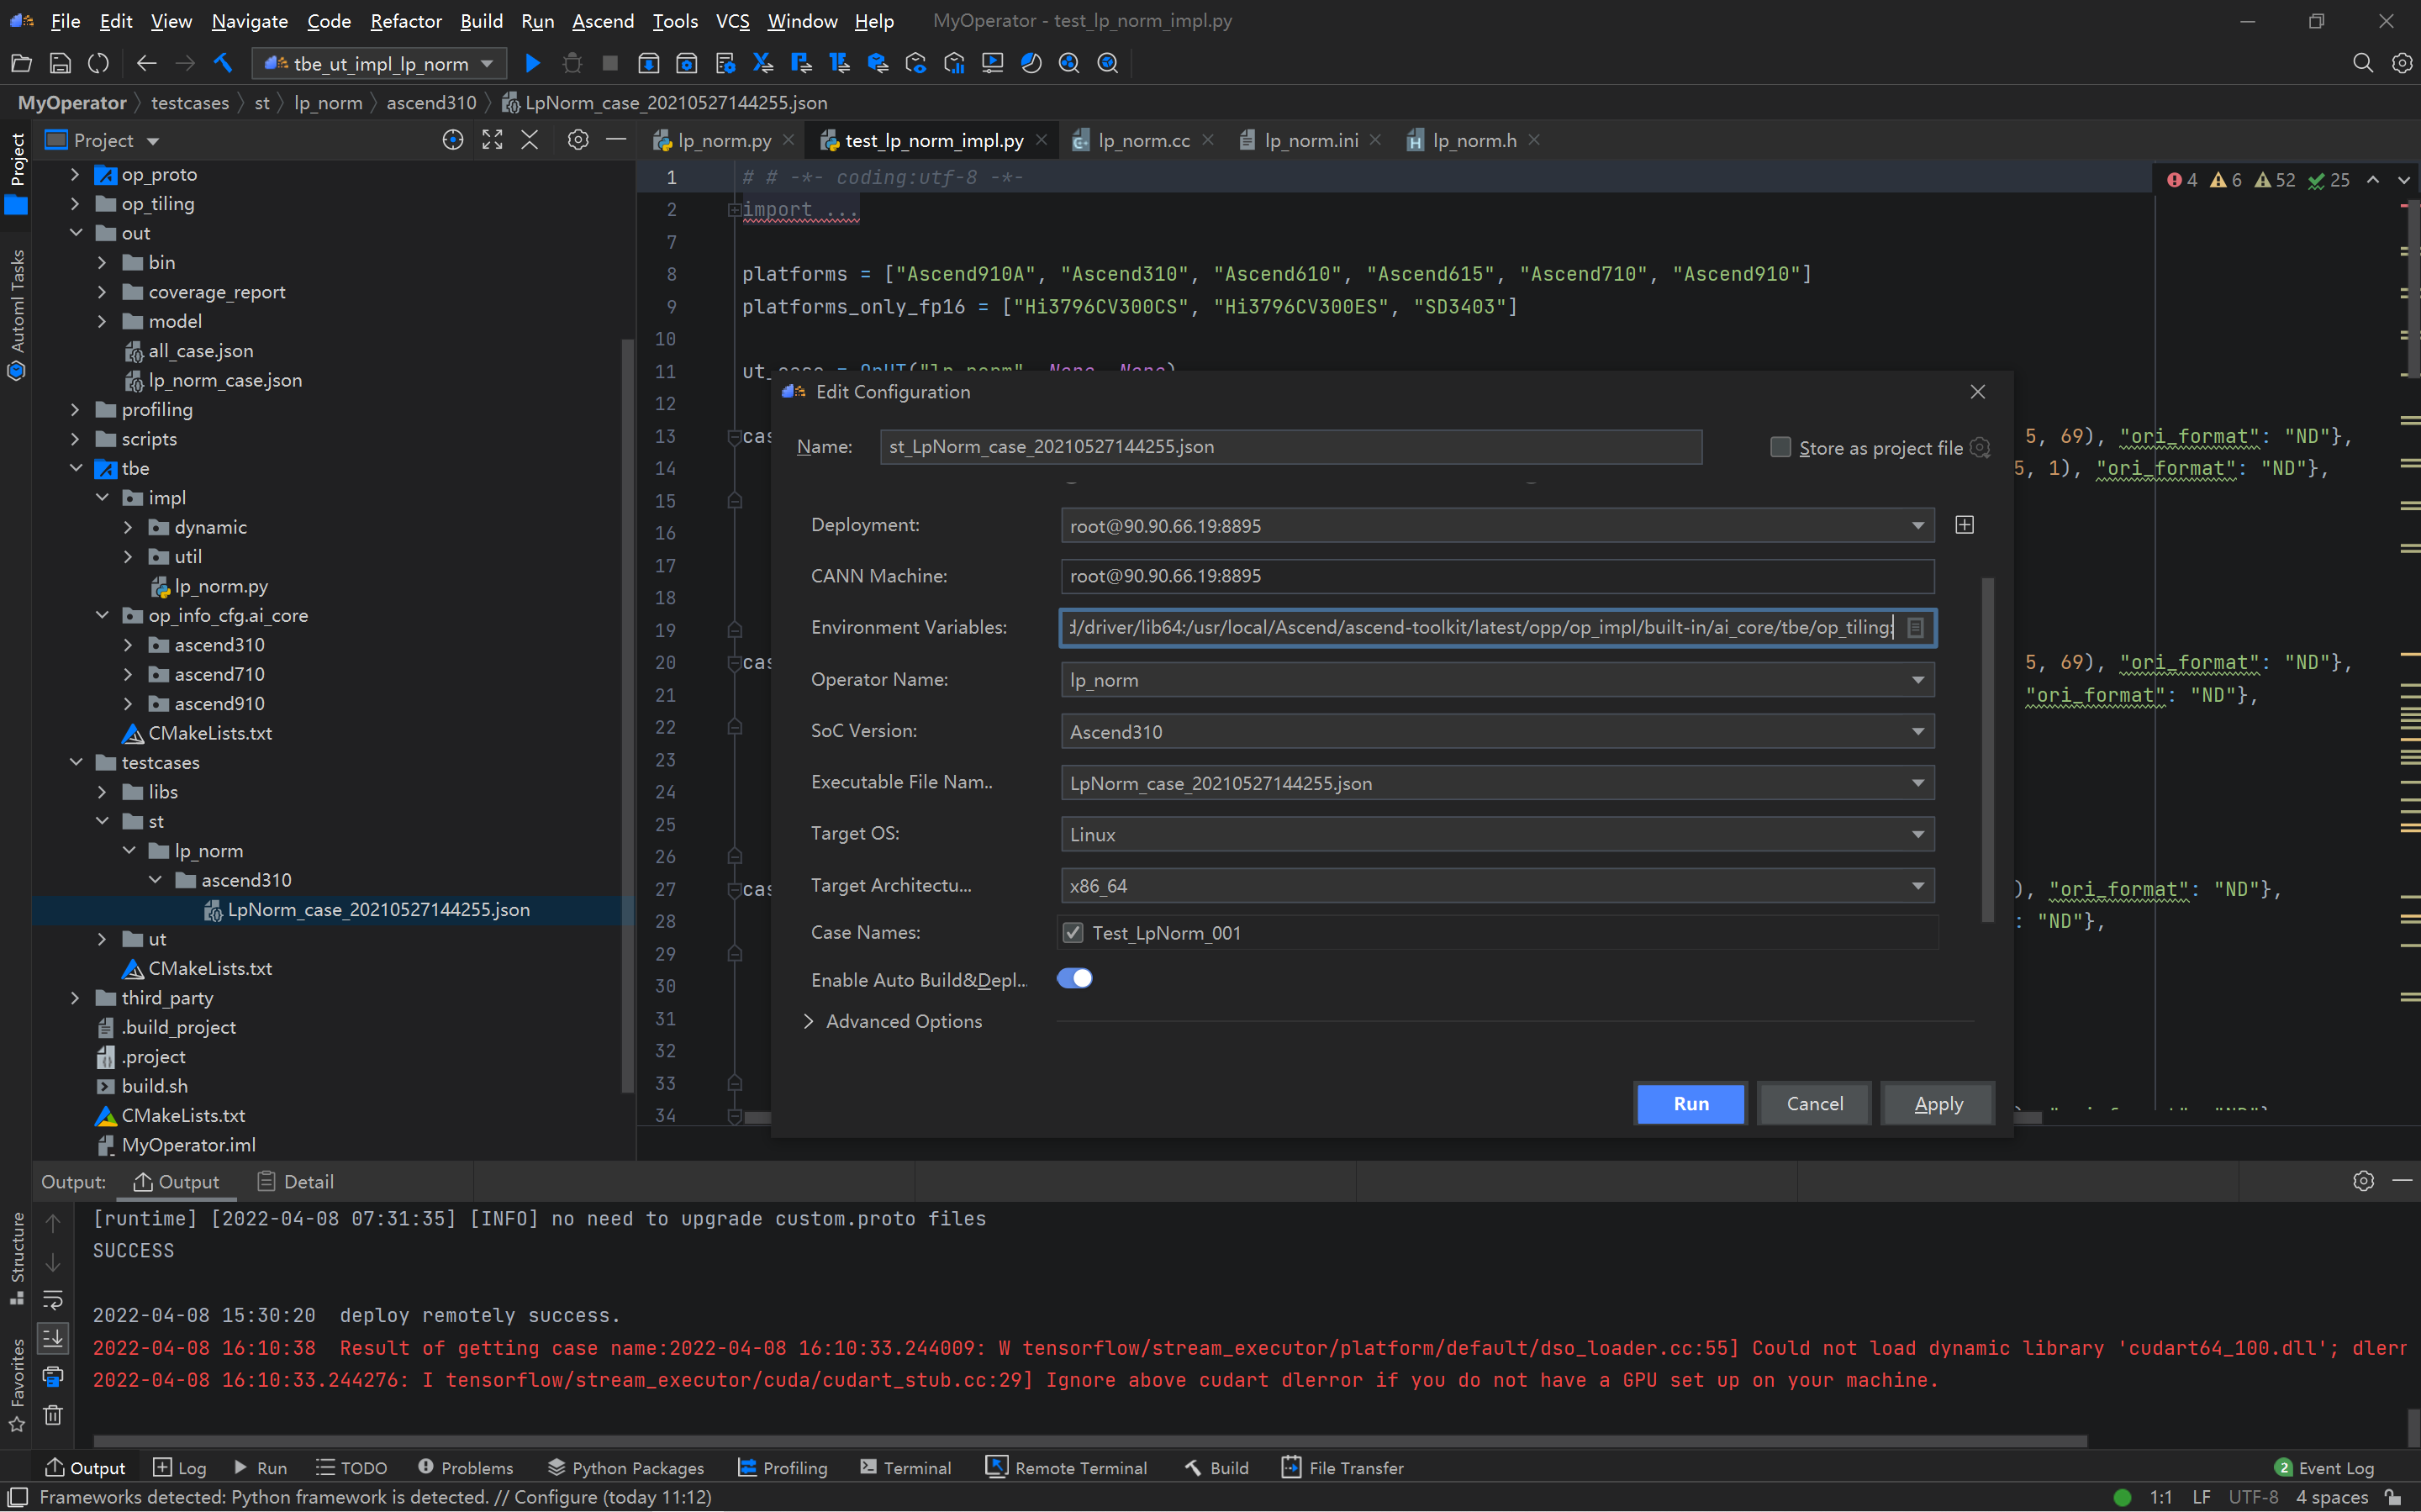 File Edit View Navigate Code Refactor Build Run Ascend Tools VCS Window Help MyOperator - test_lp_norm_impl.py
tbe_ut_impl_lp_norm
MyOperator testcases st lp_norm ascend310 LpNorm_case_20210527144255.json
Project
Project
Automl Tasks
Structure
Favorites
lp_norm.py test_lp_norm_impl.py lp_norm.cc lp_norm.ini lp_norm.h
op_proto
op_tiling
out
bin
coverage_report
model
all_case.json
lp_norm_case.json
profiling
scripts
tbe
impl
dynamic
util
lp_norm.py
op_info_cfg.ai_core
ascend310
ascend710
ascend910
CMakeLists.txt
testcases
libs
st
lp_norm
ascend310
LpNorm_case_20210527144255.json
ut
CMakeLists.txt
third_party
.build_project
.project
build.sh
CMakeLists.txt
MyOperator.iml
4 6 52 25
1 # # -*- coding:utf-8 -*-
2 import ...
7
8 platforms = ["Ascend910A", "Ascend310", "Ascend610", "Ascend615", "Ascend710", "Ascend910"]
9 platforms_only_fp16 = ["Hi3796CV300CS", "Hi3796CV300ES", "SD3403"]
10
11 ut_case = OpUT("lp_norm", None, None)
12
13 cas 5, 69), "ori_format": "ND"},
14 5, 1), "ori_format": "ND"},
15
16
17
18
19
20 cas 5, 69), "ori_format": "ND"},
21 "ori_format": "ND"},
22
23
24
25
26
27 cas ), "ori_format": "ND"},
28 : "ND"},
29
30
31
32
33
34
Edit Configuration
Name: st_LpNorm_case_20210527144255.json Store as project file
Deployment: root@90.90.66.19:8895
CANN Machine: root@90.90.66.19:8895
Environment Variables: d/driver/lib64:/usr/local/Ascend/ascend-toolkit/latest/opp/op_impl/built-in/ai_core/tbe/op_tiling:
Operator Name: lp_norm
SoC Version: Ascend310
Executable File Nam.. LpNorm_case_20210527144255.json
Target OS: Linux
Target Architectu... x86_64
Case Names: Test_LpNorm_001
Enable Auto Build&Depl...
Advanced Options
Run Cancel Apply
Output: Output Detail
[runtime] [2022-04-08 07:31:35] [INFO] no need to upgrade custom.proto files
SUCCESS
2022-04-08 15:30:20 deploy remotely success.
2022-04-08 16:10:38 Result of getting case name:2022-04-08 16:10:33.244009: W tensorflow/stream_executor/platform/default/dso_loader.cc:55] Could not load dynamic library 'cudart64_100.dll'; dlerr
2022-04-08 16:10:33.244276: I tensorflow/stream_executor/cuda/cudart_stub.cc:29] Ignore above cudart dlerror if you do not have a GPU set up on your machine.
Output Log Run TODO Problems Python Packages Profiling Terminal Remote Terminal Build File Transfer 2 Event Log
Frameworks detected: Python framework is detected. // Configure (today 11:12) 1:1 LF UTF-8 4 spaces